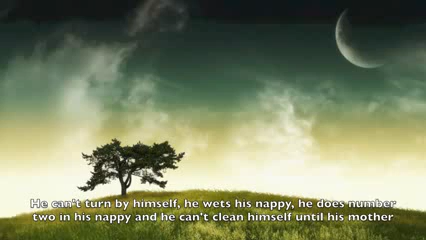 He can't turn by himself, he wets his nappy, he does number
two in his nappy and he can't clean himself until his mother